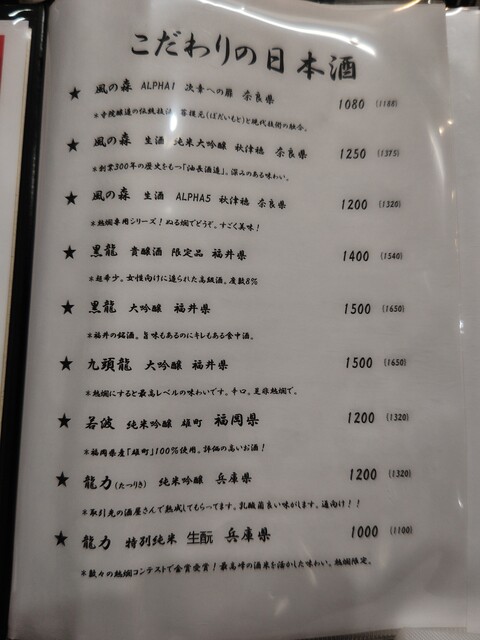 こだわりの日本酒
★ 風の森 ALPHA1 次章への扉 奈良県 1080 (1188)
*寺院醸造の伝統技法 菩提元(ぼだいもと)と現代技術の融合。
★ 風の森 生酒 純米大吟醸 秋津穂 奈良県 1250 (1375)
*創業300年の歴史をもつ「油長酒造」。深みのある味わい。
★ 風の森 生酒 ALPHA5 秋津穂 奈良県 1200 (1320)
*熱燗専用シリーズ!ぬる燗でどうぞ。すごく美味!
★ 黒龍 貴醸酒 限定品 福井県 1400 (1540)
*超希少。女性向けに造られた高級酒。度数8%
★ 黒龍 大吟醸 福井県 1500 (1650)
*福井の銘酒。旨味もあるのにキレもある食中酒。
★ 九頭龍 大吟醸 福井県 1500 (1650)
*熱燗にすると最高レベルの味わいです。辛口。是非熱燗で。
★ 若波 純米吟醸 雄町 福岡県 1200 (1320)
*福岡県産「雄町」100%使用。評価の高いお酒!
★ 龍力(たつりき) 純米吟醸 兵庫県 1200 (1320)
*取引先の酒屋さんで熟成してもらってます。乳酸菌良い味がします。通向け!!
★ 龍力 特別純米 生酛 兵庫県 1000 (1100)
*数々の熱燗コンテストで金賞受賞!最高峰の酒米を活かした味わい。熱燗限定。